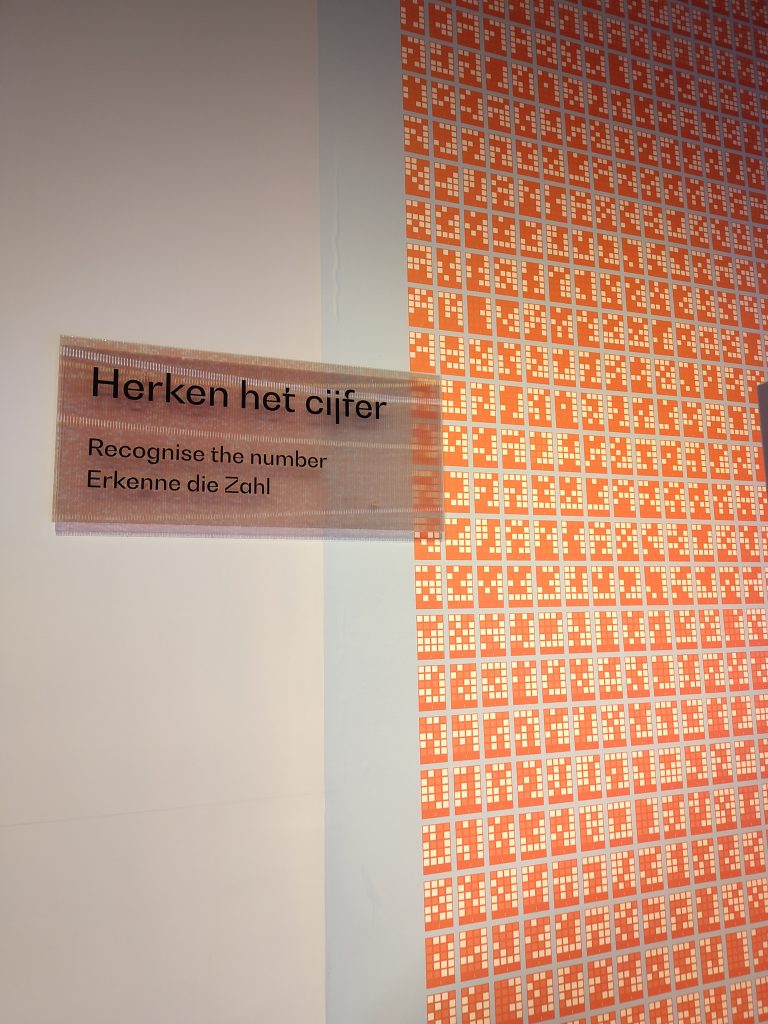 Herken het cijfer
Recognise the number
Erkenne die Zahl